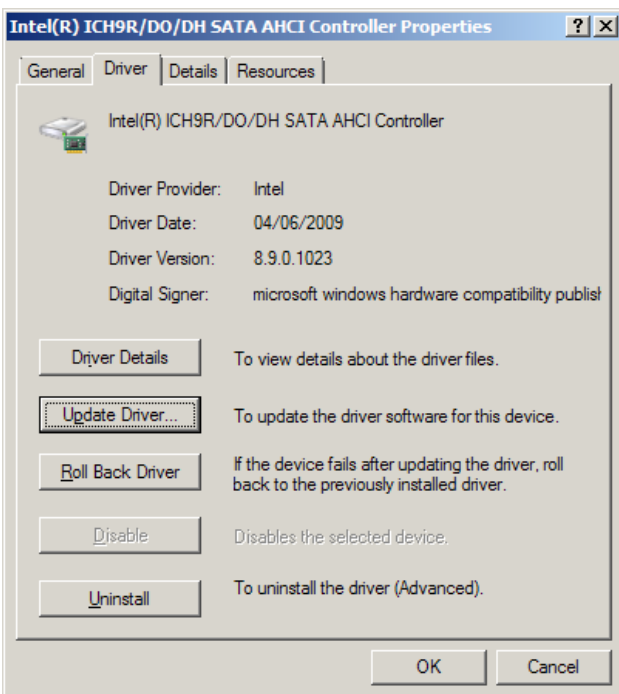 Intel(R) ICH9R/DO/DH SATA AHCI Controller Properties
General Driver Details Resources
Intel(R) ICH9R/DO/DH SATA AHCI Controller
Driver Provider: Intel
Driver Date: 04/06/2009
Driver Version: 8.9.0.1023
Digital Signer: microsoft windows hardware compatibility publish
Driver Details To view details about the driver files.
Update Driver... To update the driver software for this device.
Roll Back Driver If the device fails after updating the driver, roll
back to the previously installed driver.
Disable Disables the selected device.
Uninstall To uninstall the driver (Advanced).
OK Cancel